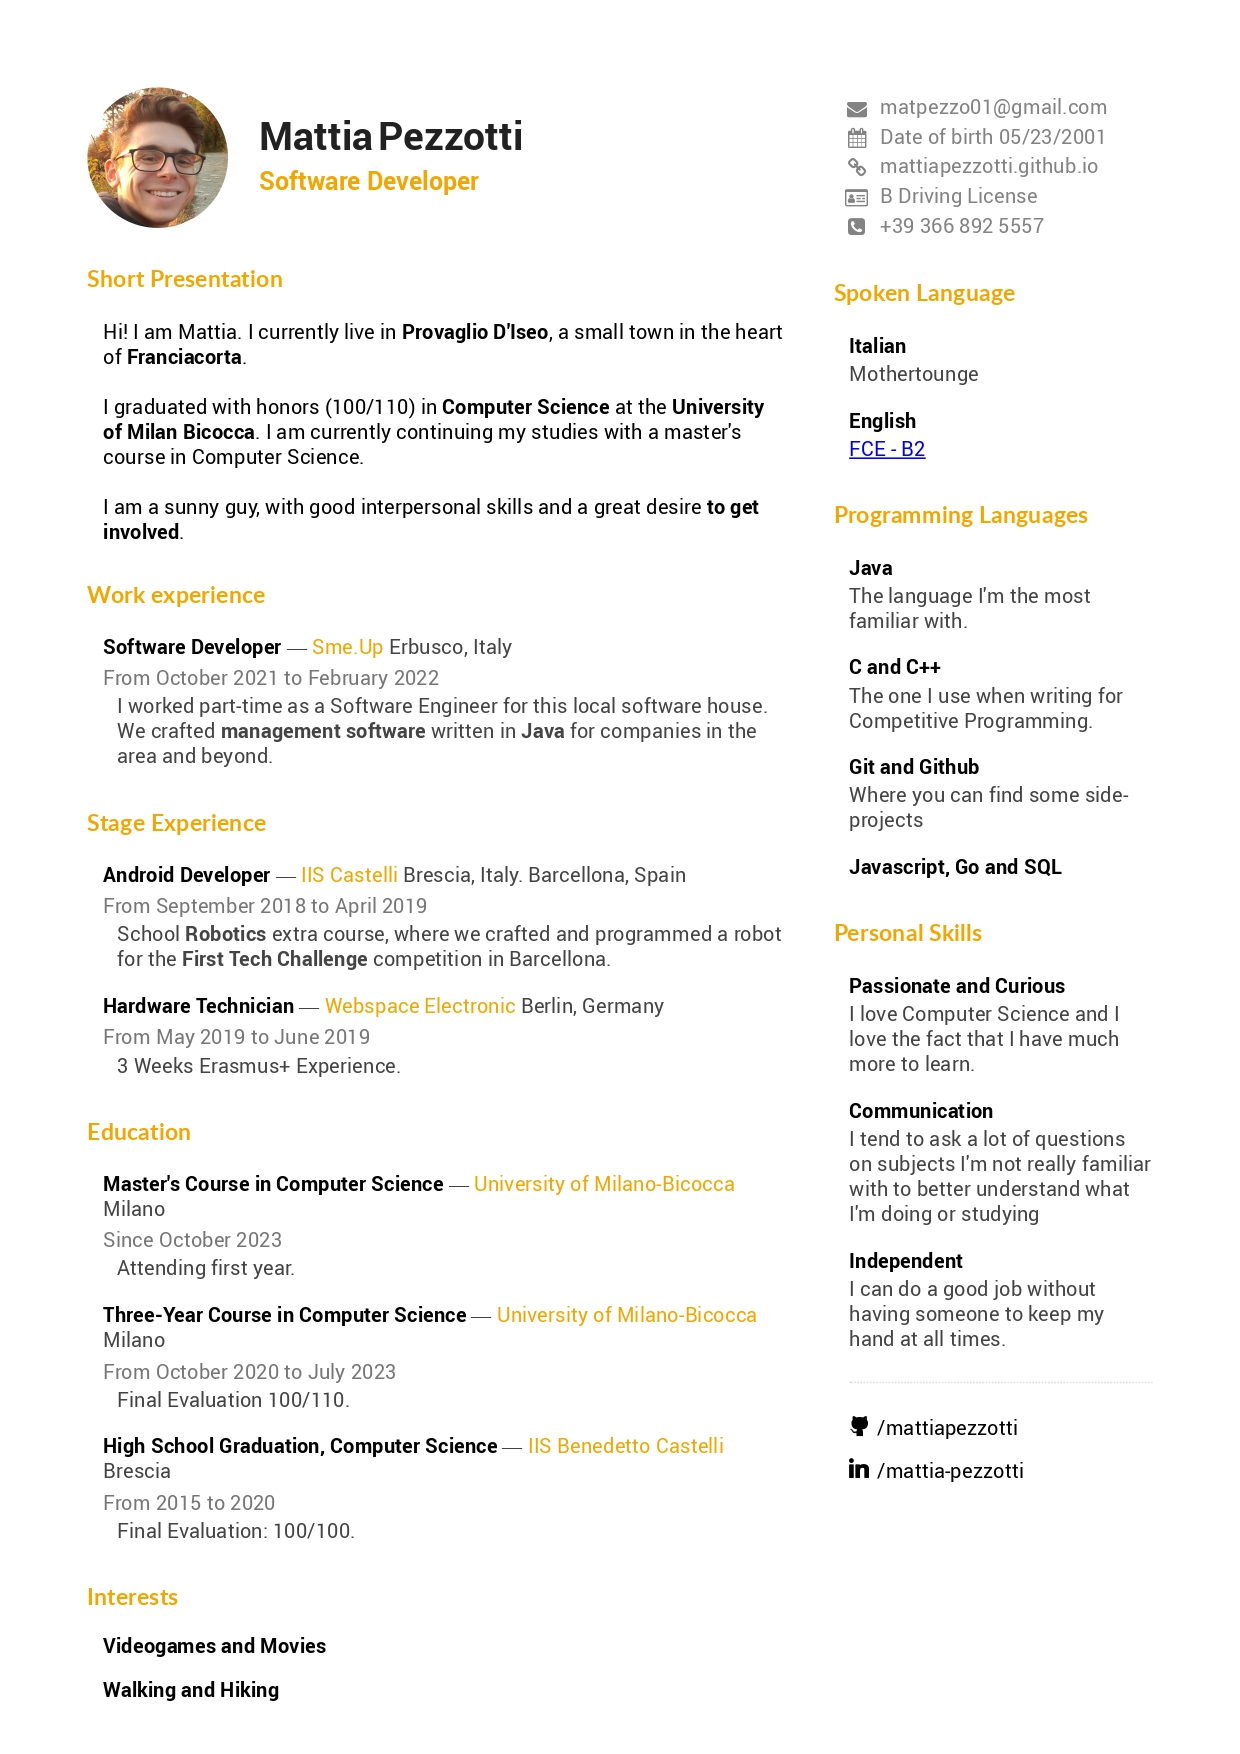 Mattia Pezzotti
Software Developer
matpezzo01@gmail.com
Date of birth 05/23/2001
mattiapezzotti.github.io
B Driving License
+39 366 892 5557
Short Presentation
Hi! I am Mattia. I currently live in Provaglio D'Iseo, a small town in the heart
of Franciacorta.
I graduated with honors (100/110) in Computer Science at the University
of Milan Bicocca. I am currently continuing my studies with a master's
course in Computer Science.
I am a sunny guy, with good interpersonal skills and a great desire to get
involved.
Work experience
Software Developer — Sme.Up Erbusco, Italy
From October 2021 to February 2022
I worked part-time as a Software Engineer for this local software house.
We crafted management software written in Java for companies in the
area and beyond.
Stage Experience
Android Developer — IIS Castelli Brescia, Italy. Barcellona, Spain
From September 2018 to April 2019
School Robotics extra course, where we crafted and programmed a robot
for the First Tech Challenge competition in Barcellona.
Hardware Technician — Webspace Electronic Berlin, Germany
From May 2019 to June 2019
3 Weeks Erasmus+ Experience.
Education
Master's Course in Computer Science — University of Milano-Bicocca
Milano
Since October 2023
Attending first year.
Three-Year Course in Computer Science — University of Milano-Bicocca
Milano
From October 2020 to July 2023
Final Evaluation 100/110.
High School Graduation, Computer Science — IIS Benedetto Castelli
Brescia
From 2015 to 2020
Final Evaluation: 100/100.
Interests
Videogames and Movies
Walking and Hiking
Spoken Language
Italian
Mothertounge
English
FCE - B2
Programming Languages
Java
The language I'm the most
familiar with.
C and C++
The one I use when writing for
Competitive Programming.
Git and Github
Where you can find some side-
projects
Javascript, Go and SQL
Personal Skills
Passionate and Curious
I love Computer Science and I
love the fact that I have much
more to learn.
Communication
I tend to ask a lot of questions
on subjects I'm not really familiar
with to better understand what
I'm doing or studying
Independent
I can do a good job without
having someone to keep my
hand at all times.
/mattiapezzotti
/mattia-pezzotti